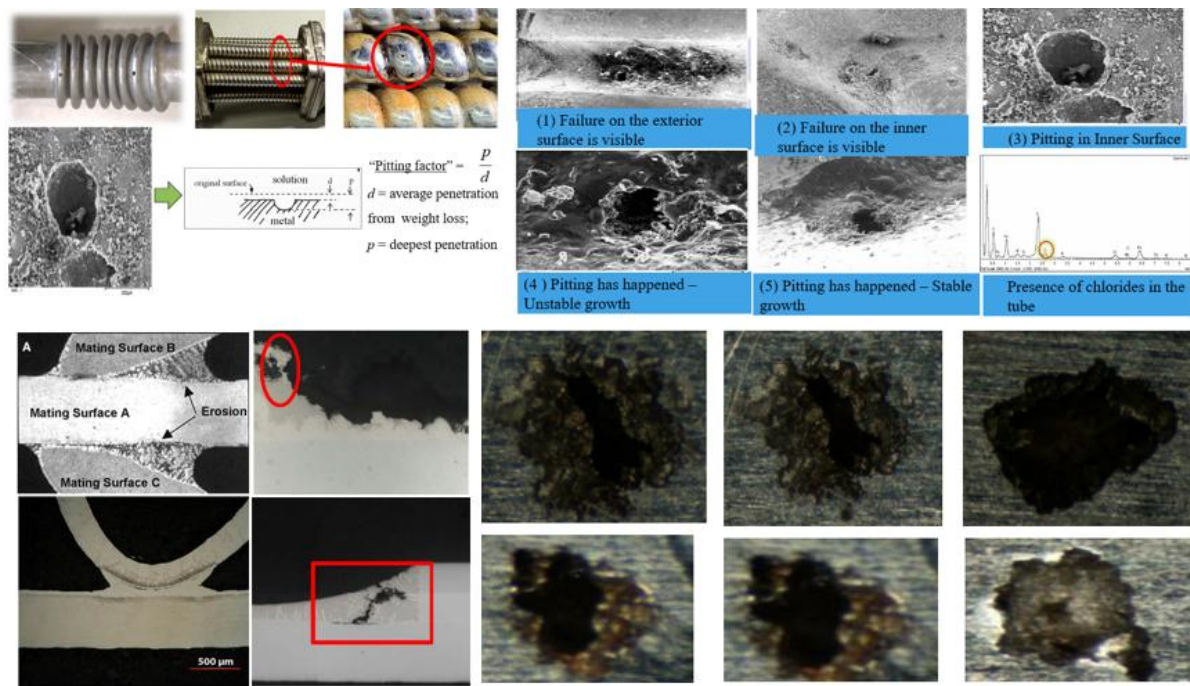 (1) Failure on the exterior
surface is visible
(2) Failure on the inner
surface is visible
(3) Pitting in Inner Surface
original surface
solution
d
p
metal
"Pitting factor" = p
d
d = average penetration
from weight loss;
p = deepest penetration
(4 ) Pitting has happened –
Unstable growth
(5) Pitting has happened – Stable
growth
Presence of chlorides in the
tube
A
Mating Surface B
Mating Surface A
Erosion
Mating Surface C
500 µm